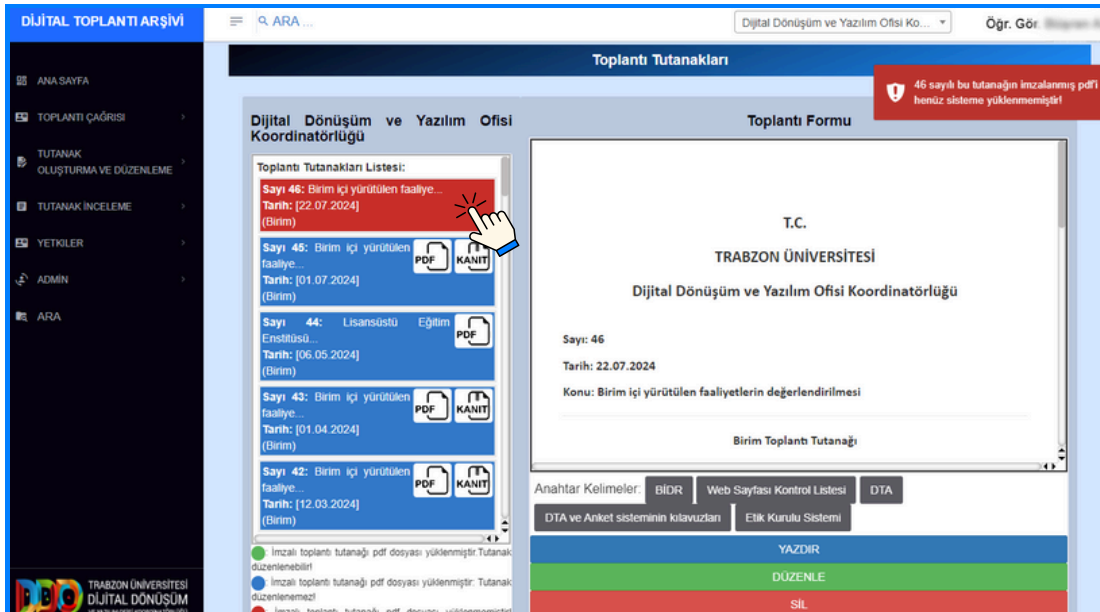 DİJİTAL TOPLANTI ARŞİVİ
ARA ...
Dijital Dönüşüm ve Yazılım Ofisi Ko...
Öğr. Gör.
Toplantı Tutanakları
46 sayılı bu tutanağın imzalanmış pdf'i
henüz sisteme yüklenmemiştir!
ANA SAYFA
TOPLANTI ÇAĞRISI
TUTANAK
OLUŞTURMA VE DÜZENLEME
TUTANAK İNCELEME
YETKİLER
ADMİN
ARA
TRABZON ÜNİVERSİTESİ
DİJİTAL DÖNÜŞÜM
Dijital Dönüşüm ve Yazılım Ofisi
Koordinatörlüğü
Toplantı Tutanakları Listesi:
Sayı 46: Birim içi yürütülen faaliye...
Tarih: [22.07.2024]
(Birim)
Sayı 45: Birim içi yürütülen
faaliye...
Tarih: [01.07.2024]
(Birim)
PDF
KANIT
Sayı 44: Lisansüstü Eğitim
Enstitüsü...
Tarih: [06.05.2024]
(Birim)
PDF
Sayı 43: Birim içi yürütülen
faaliye...
Tarih: [01.04.2024]
(Birim)
PDF
KANIT
Sayı 42: Birim içi yürütülen
faaliye...
Tarih: [12.03.2024]
(Birim)
PDF
KANIT
: İmzalı toplantı tutanağı pdf dosyası yüklenmiştir.Tutanak
düzenlenebilir!
: İmzalı toplantı tutanağı pdf dosyası yüklenmiştir: Tutanak
düzenlenemez!
: İmzalı toplantı tutanağı pdf dosyası yüklenmemiştir!
Toplantı Formu
T.C.
TRABZON ÜNİVERSİTESİ
Dijital Dönüşüm ve Yazılım Ofisi Koordinatörlüğü
Sayı: 46
Tarih: 22.07.2024
Konu: Birim içi yürütülen faaliyetlerin değerlendirilmesi
Birim Toplantı Tutanağı
Anahtar Kelimeler:
BİDR
Web Sayfası Kontrol Listesi
DTA
DTA ve Anket sisteminin kılavuzları
Etik Kurulu Sistemi
YAZDIR
DÜZENLE
SİL